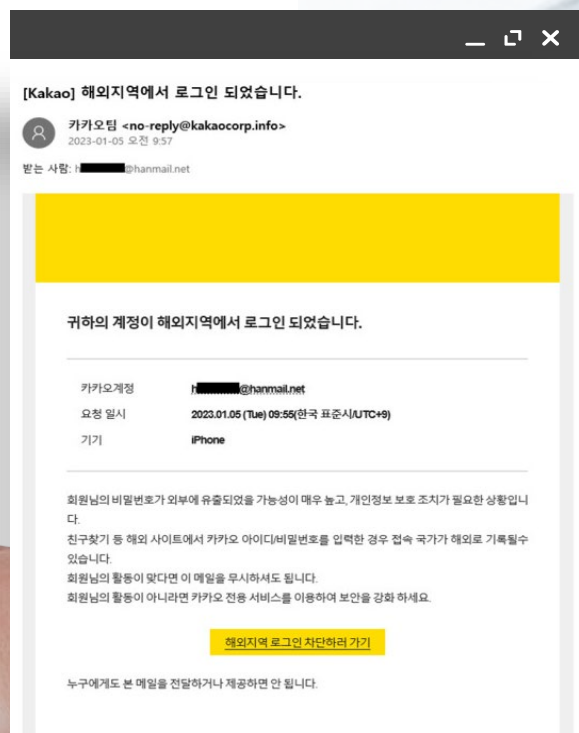 [Kakao] 해외지역에서 로그인 되었습니다.
카카오팀 <no-reply@kakaocorp.info>
2023-01-05 오전 9:57
받는 사람: h @hanmail.net
귀하의 계정이 해외지역에서 로그인 되었습니다.
카카오계정 h @hanmail.net
요청 일시 2023.01.05 (Tue) 09:55(한국 표준시/UTC+9)
기기 iPhone
회원님의 비밀번호가 외부에 유출되었을 가능성이 매우 높고, 개인정보 보호 조치가 필요한 상황입니
다.
친구찾기 등 해외 사이트에서 카카오 아이디/비밀번호를 입력한 경우 접속 국가가 해외로 기록될수
있습니다.
회원님의 활동이 맞다면 이 메일을 무시하셔도 됩니다.
회원님의 활동이 아니라면 카카오 전용 서비스를 이용하여 보안을 강화 하세요.
해외지역 로그인 차단하러 가기
누구에게도 본 메일을 전달하거나 제공하면 안 됩니다.